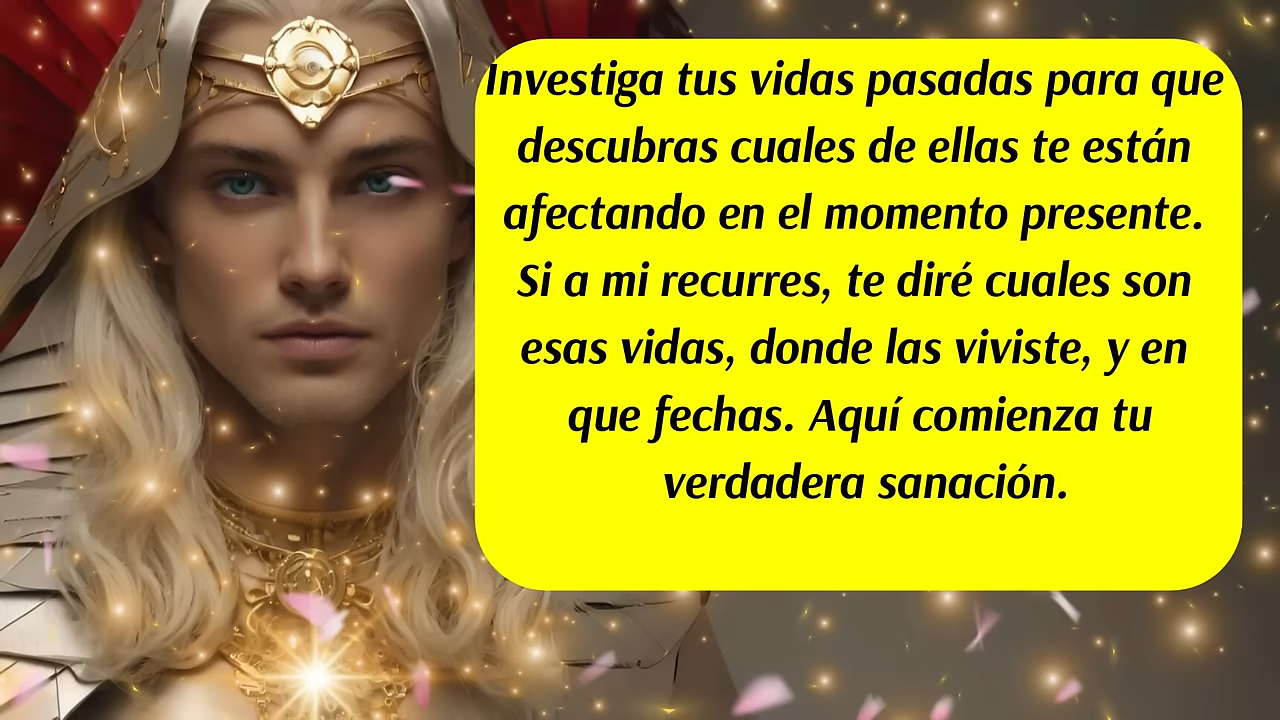 Investiga tus vidas pasadas para que
descubras cuales de ellas te están
afectando en el momento presente.
Si a mi recurres, te diré cuales son
esas vidas, donde las viviste, y en
que fechas. Aquí comienza tu
verdadera sanación.